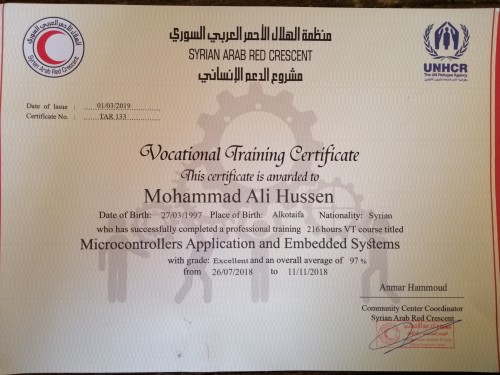 منظمة الهلال الأحمر العربي السوري
SYRIAN ARAB RED CRESCENT
مشروع الدعم الإنساني
Syrian Arab Red Crescent
UNHCR
The UN Refugee Agency
Date of Issue : 01/03/2019
Certificate No. : TAR 133
Vocational Training Certificate
This certificate is awarded to
Mohammad Ali Hussen
Date of Birth: 27/03/1997 Place of Birth: Alkotaifa Nationality: Syrian
who has successfully completed a professional training 216 hours VT course titled
Microcontrollers Application and Embedded Systems
with grade: Excellent and an overall average of 97 %
from 26/07/2018 to 11/11/2018
Anmar Hammoud
Community Center Coordinator
Syrian Arab Red Crescent